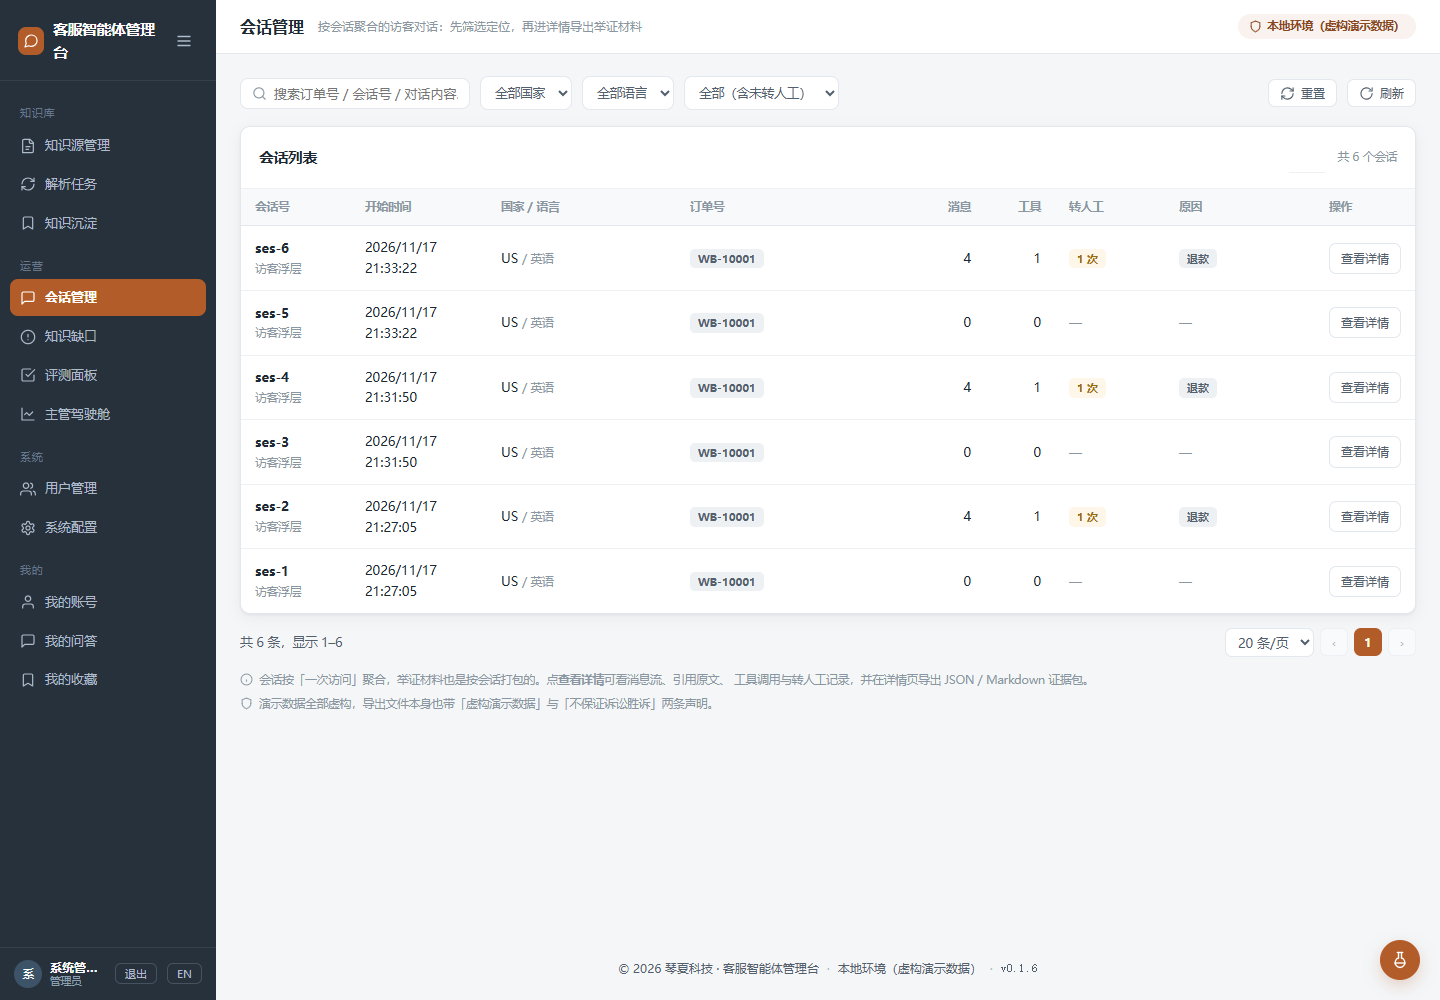 客服智能体管理
台
知识库
知识源管理
解析任务
知识沉淀
运营
会话管理
知识缺口
评测面板
主管驾驶舱
系统
用户管理
系统配置
我的
我的账号
我的问答
我的收藏
系
系统管...
管理员
退出
EN
会话管理 按会话聚合的访客对话：先筛选定位，再进详情导出举证材料
本地环境（虚构演示数据）
搜索订单号 / 会话号 / 对话内容. 全部国家 全部语言 全部（含未转人工） 重置 刷新
会话列表 共 6 个会话
会话号 开始时间 国家 / 语言 订单号 消息 工具 转人工 原因 操作
ses-6 访客浮层 2026/11/17 21:33:22 US / 英语 WB-10001 4 1 1 次 退款 查看详情
ses-5 访客浮层 2026/11/17 21:33:22 US / 英语 WB-10001 0 0 — — 查看详情
ses-4 访客浮层 2026/11/17 21:31:50 US / 英语 WB-10001 4 1 1 次 退款 查看详情
ses-3 访客浮层 2026/11/17 21:31:50 US / 英语 WB-10001 0 0 — — 查看详情
ses-2 访客浮层 2026/11/17 21:27:05 US / 英语 WB-10001 4 1 1 次 退款 查看详情
ses-1 访客浮层 2026/11/17 21:27:05 US / 英语 WB-10001 0 0 — — 查看详情
共 6 条，显示 1–6 20 条/页 ‹ 1 ›
会话按「一次访问」聚合，举证材料也是按会话打包的。点查看详情可看消息流、引用原文、 工具调用与转人工记录，并在详情页导出 JSON / Markdown 证据包。
演示数据全部虚构，导出文件本身也带「虚构演示数据」与「不保证诉讼胜诉」两条声明。
© 2026 琴夏科技 · 客服智能体管理台 · 本地环境（虚构演示数据） · v0.1.6